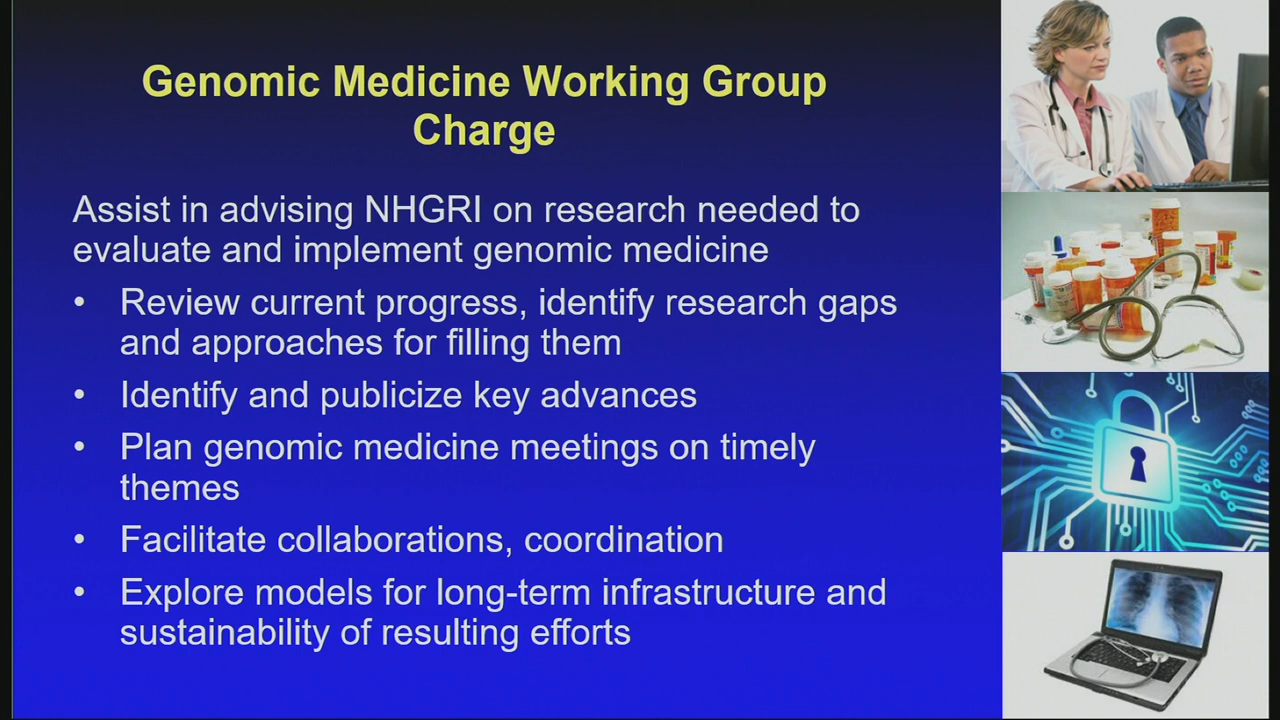 Genomic Medicine Working Group
Charge
Assist in advising NHGRI on research needed to
evaluate and implement genomic medicine
• Review current progress, identify research gaps
and approaches for filling them
• Identify and publicize key advances
• Plan genomic medicine meetings on timely
themes
• Facilitate collaborations, coordination
• Explore models for long-term infrastructure and
sustainability of resulting efforts